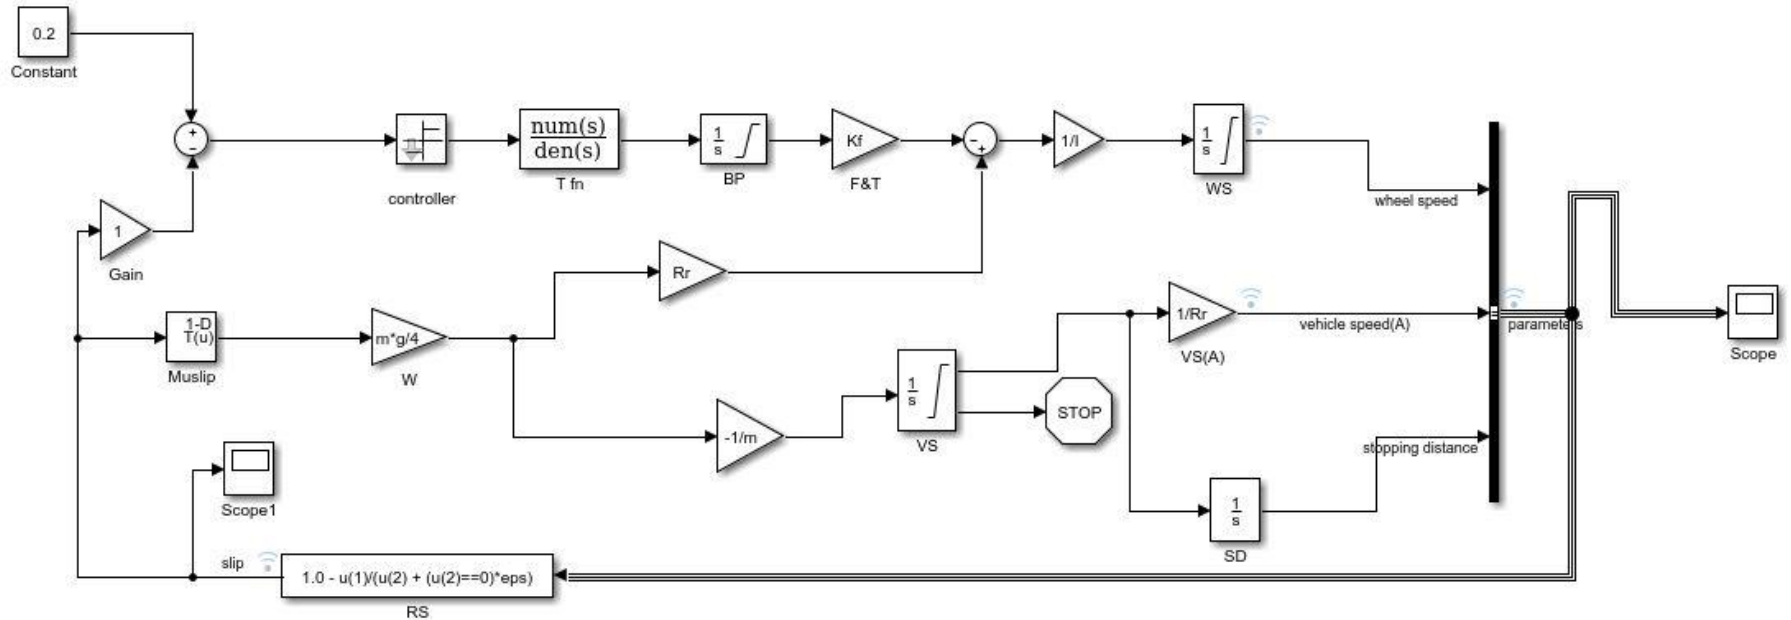 0.2
Constant
+
−
controller
num(s)
den(s)
T fn
1
s
BP
Kf
F&T
−
+
1/I
1
s
WS
wheel speed
1
Gain
Rr
1-D
T(u)
Muslip
m*g/4
W
-1/m
1
s
VS
STOP
1/Rr
VS(A)
vehicle speed(A)
parameters
Scope
stopping distance
1
s
SD
Scope1
slip
1.0 - u(1)/(u(2) + (u(2)==0)*eps)
RS